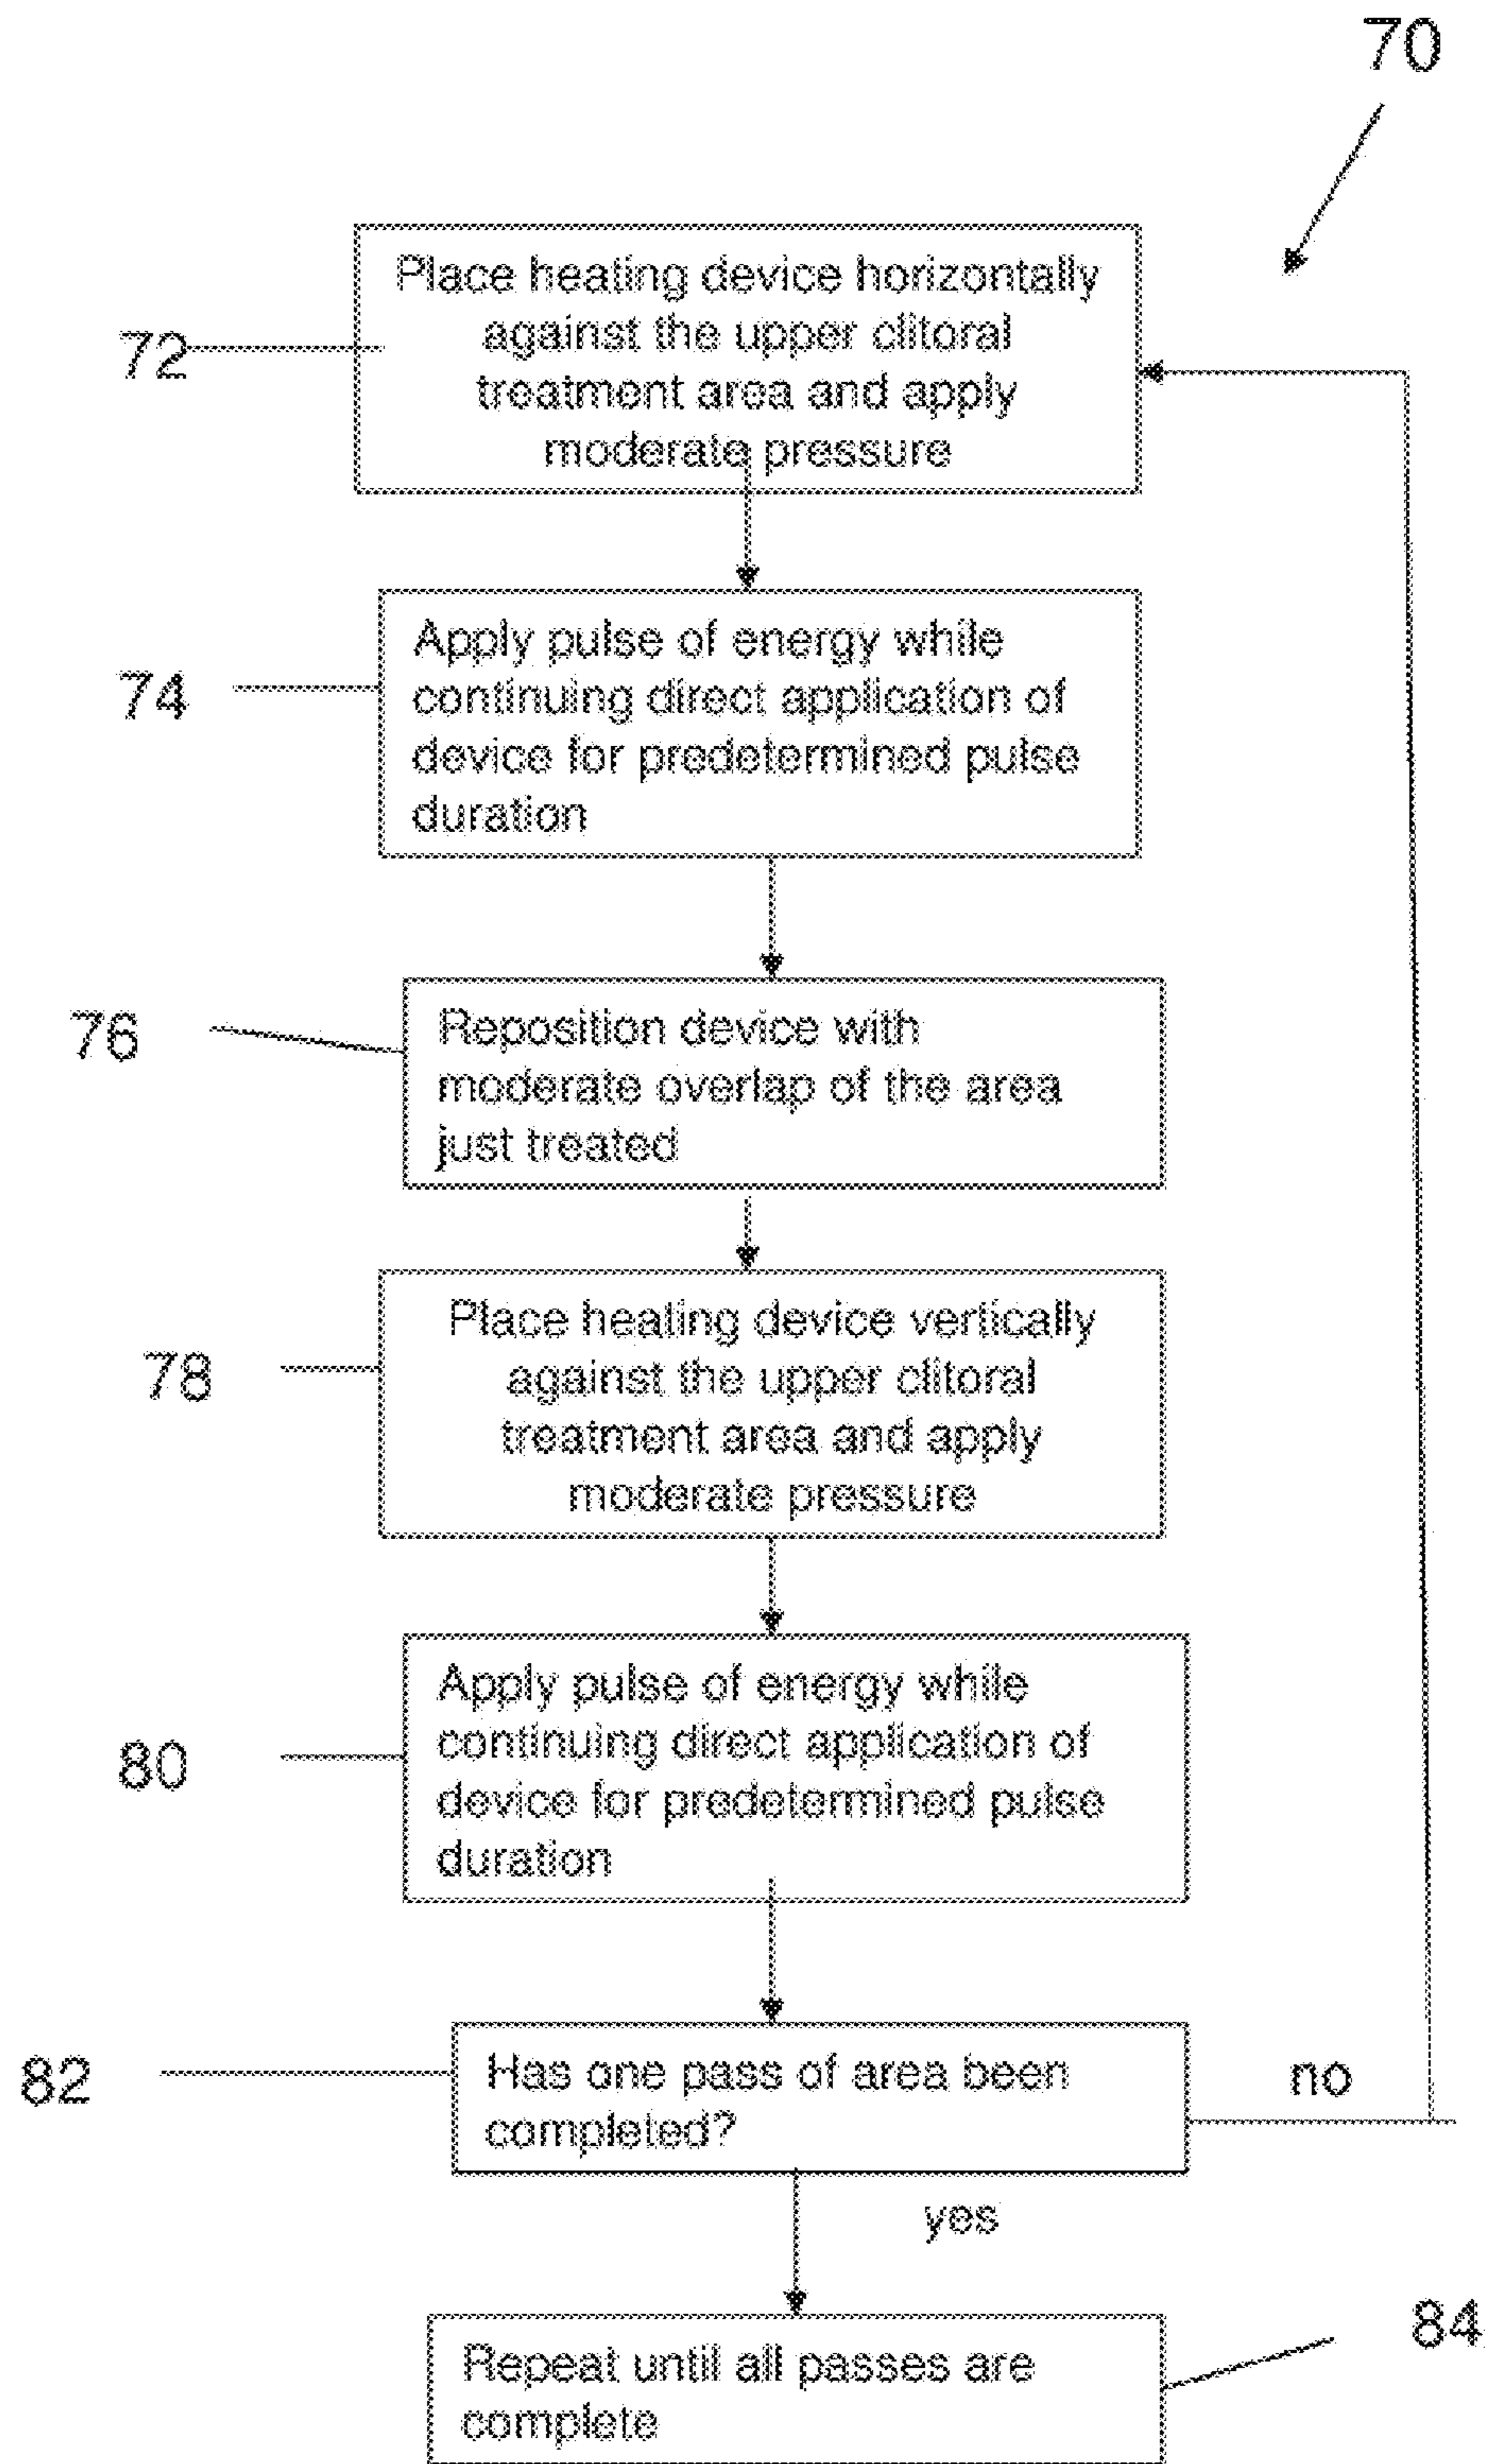 70
72
Place heating device horizontally
against the upper clitoral
treatment area and apply
moderate pressure
74
Apply pulse of energy while
continuing direct application of
device for predetermined pulse
duration
76
Reposition device with
moderate overlap of the area
just treated
78
Place heating device vertically
against the upper clitoral
treatment area and apply
moderate pressure
80
Apply pulse of energy while
continuing direct application of
device for predetermined pulse
duration
82
Has one pass of area been
completed?
no
yes
84
Repeat until all passes are
complete